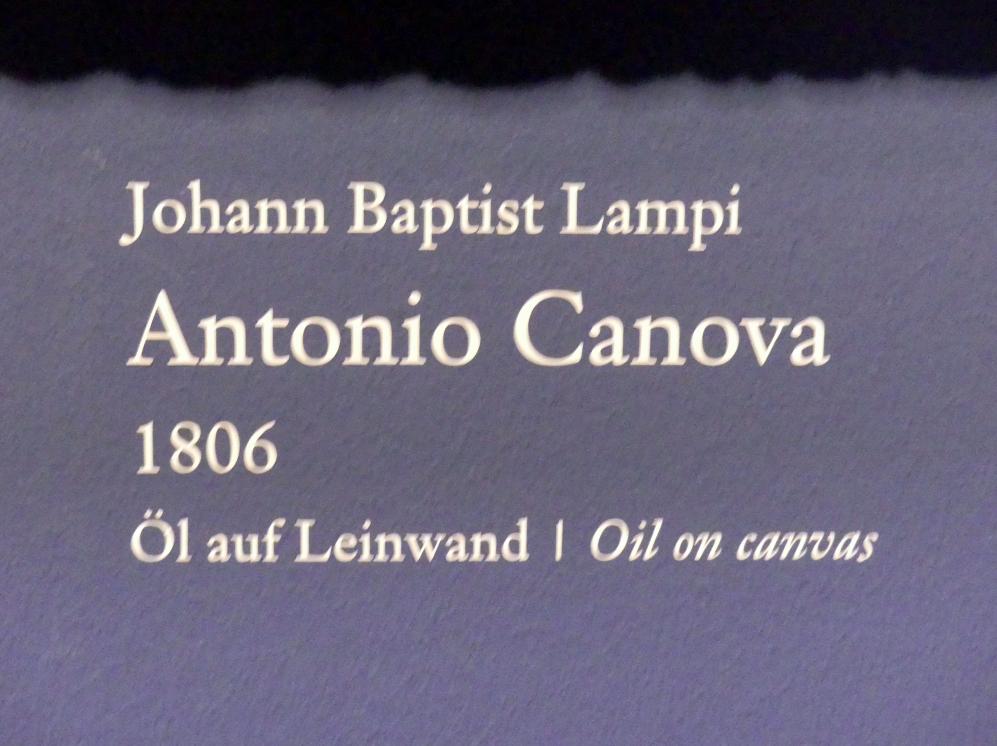 Johann Baptist Lampi
Antonio Canova
1806
Öl auf Leinwand | Oil on canvas